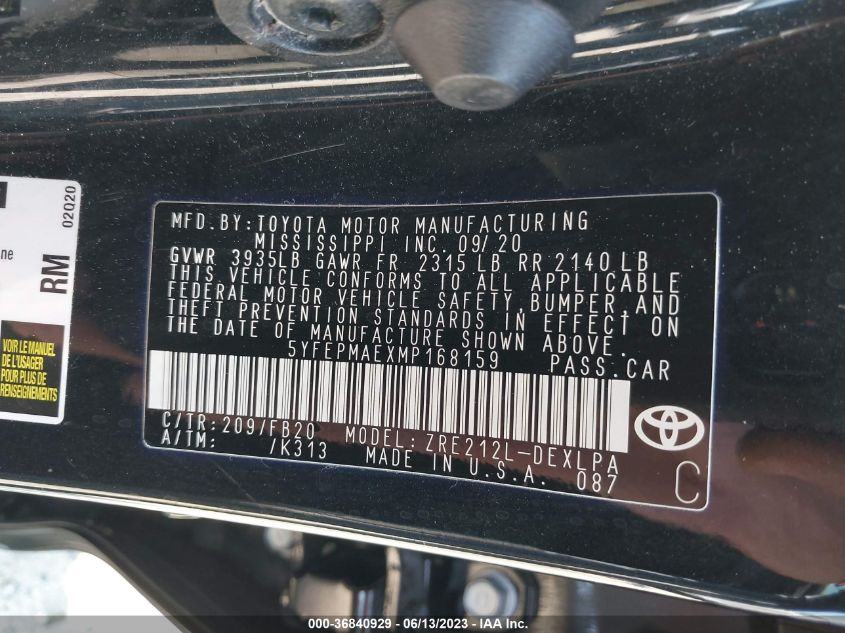 MFD. BY: TOYOTA MOTOR MANUFACTURING
MISSISSIPPI INC. 09/20
GVWR 3935LB GAWR FR 2315 LB RR 2140 LB
THIS VEHICLE CONFORMS TO ALL APPLICABLE
FEDERAL MOTOR VEHICLE SAFETY, BUMPER, AND
THEFT PREVENTION STANDARDS IN EFFECT ON
THE DATE OF MANUFACTURE SHOWN ABOVE.
5YFEPMAEXMP168159 PASS. CAR
C/TR: 209/FB20 MODEL: ZRE212L-DEXLPA
A/TM: /K313 MADE IN U.S.A. 087
C
02Q20
RM
ne
VOIR LE MANUEL
DE L'USAGER
POUR PLUS DE
RENSEIGNEMENTS
000-36840929 - 06/13/2023 - IAA Inc.